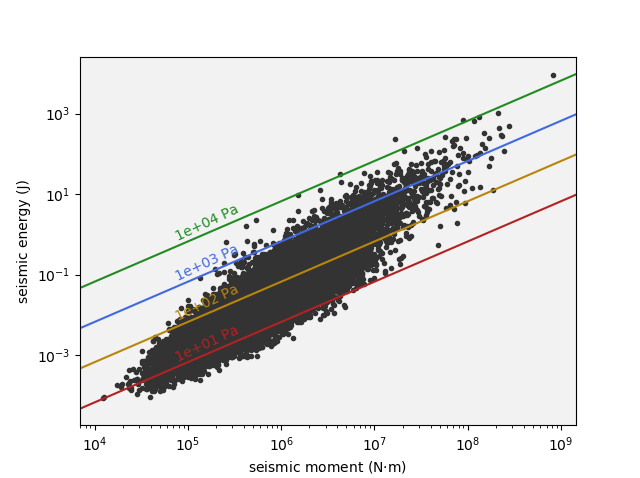 10³
10¹
10⁻¹
10⁻³
seismic energy (J)
1e+04 Pa
1e+03 Pa
1e+02 Pa
1e+01 Pa
10⁴ 10⁵ 10⁶ 10⁷ 10⁸ 10⁹
seismic moment (N·m)